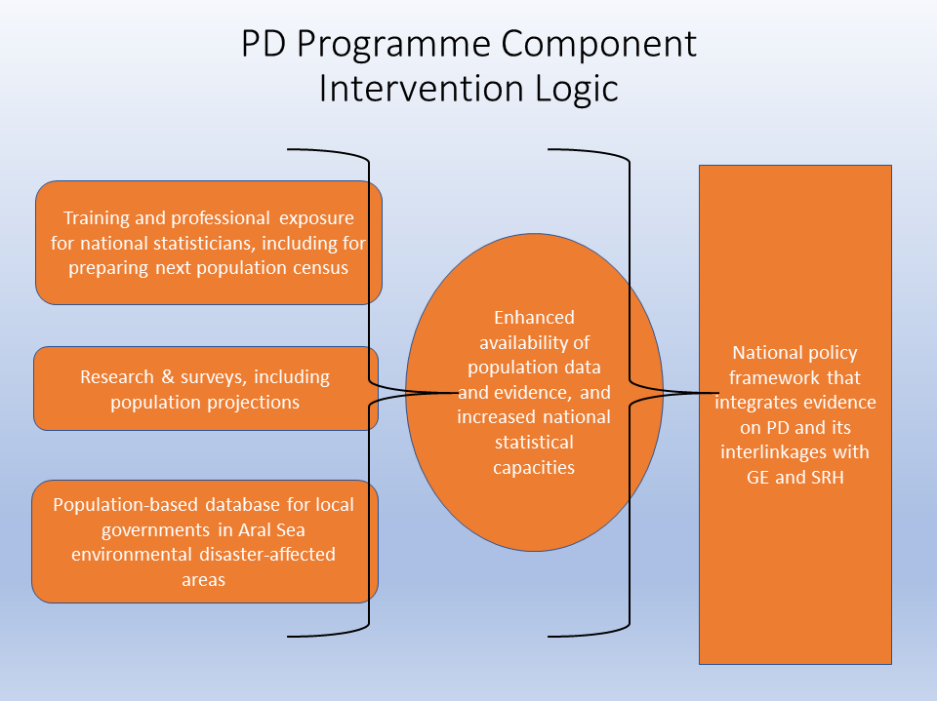 PD Programme Component
Intervention Logic
Training and professional exposure
for national statisticians, including for
preparing next population census
Research & surveys, including
population projections
Population-based database for local
governments in Aral Sea
environmental disaster-affected
areas
Enhanced
availability of
population data
and evidence, and
increased national
statistical
capacities
National policy
framework that
integrates evidence
on PD and its
interlinkages with
GE and SRH